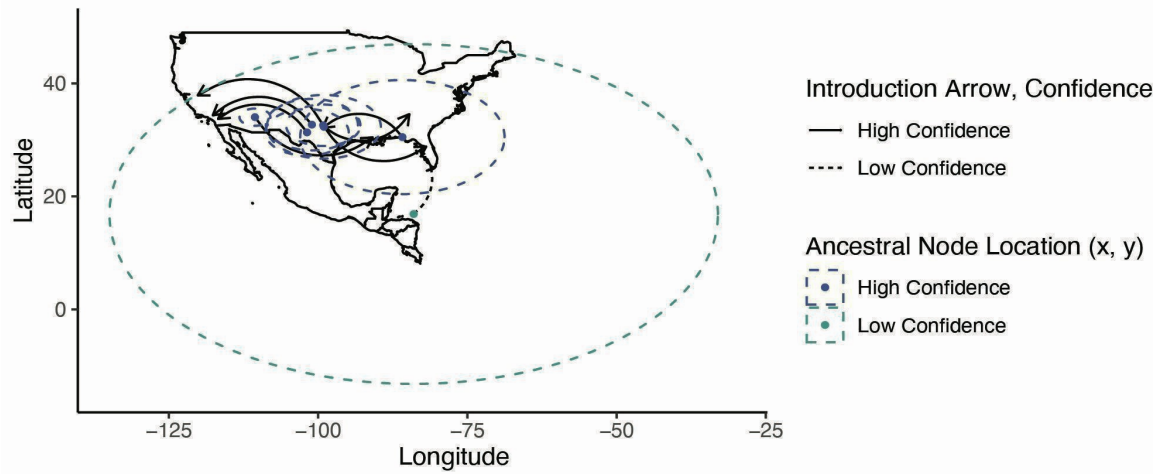 Latitude
40
20
0
−125
−100
−75
−50
−25
Longitude
Introduction Arrow, Confidence
High Confidence
Low Confidence
Ancestral Node Location (x, y)
High Confidence
Low Confidence